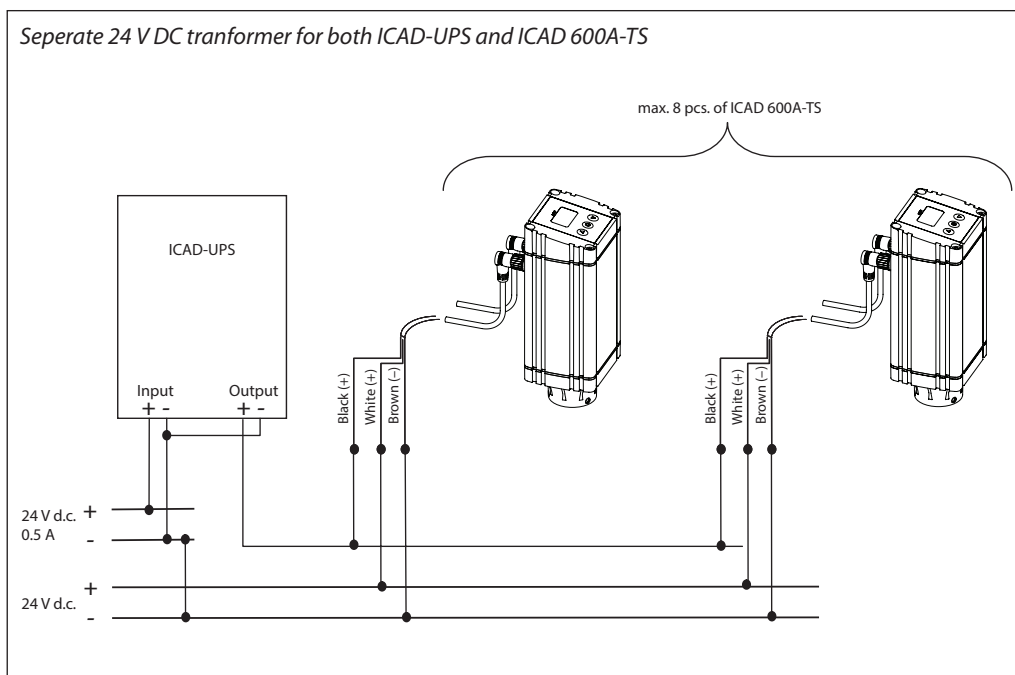 Seperate 24 V DC tranformer for both ICAD-UPS and ICAD 600A-TS
max. 8 pcs. of ICAD 600A-TS
ICAD-UPS
Input Output
+ - + -
Black (+)
White (+)
Brown (−)
Black (+)
White (+)
Brown (−)
24 V d.c. +
0.5 A -
+
24 V d.c.
-